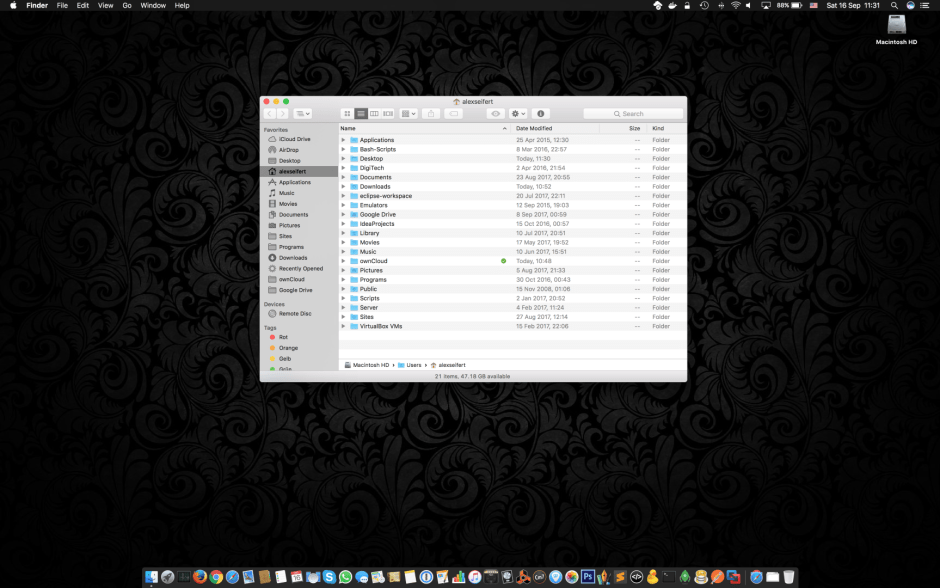 Finder File Edit View Go Window Help 88% Sat 16 Sep 11:31
Macintosh HD
alexseifert
Search
Favorites
iCloud Drive
AirDrop
Desktop
alexseifert
Applications
Music
Movies
Documents
Pictures
Sites
Programs
Downloads
Recently Opened
ownCloud
Google Drive
Devices
Remote Disc
Tags
Rot
Orange
Gelb
Grün
Name Date Modified Size Kind
Applications 25 Apr 2015, 12:30 -- Folder
Bash-Scripts 8 Mar 2016, 22:57 -- Folder
Desktop Today, 11:30 -- Folder
DigiTech 2 Apr 2016, 21:54 -- Folder
Documents 23 Aug 2017, 20:55 -- Folder
Downloads Today, 10:52 -- Folder
eclipse-workspace 20 Jul 2017, 22:11 -- Folder
Emulators 12 Sep 2015, 19:03 -- Folder
Google Drive 8 Sep 2017, 00:59 -- Folder
IdeaProjects 15 Oct 2016, 00:57 -- Folder
Library 10 Jul 2017, 20:51 -- Folder
Movies 17 May 2017, 19:52 -- Folder
Music 10 Jun 2017, 15:51 -- Folder
ownCloud Today, 10:48 -- Folder
Pictures 5 Aug 2017, 21:33 -- Folder
Programs 30 Oct 2016, 00:43 -- Folder
Public 15 Nov 2008, 01:06 -- Folder
Scripts 2 Jan 2017, 20:52 -- Folder
Server 4 Feb 2017, 11:24 -- Folder
Sites 27 Aug 2017, 12:14 -- Folder
VirtualBox VMs 15 Feb 2017, 22:06 -- Folder
Macintosh HD Users alexseifert
21 items, 47.18 GB available
Ps